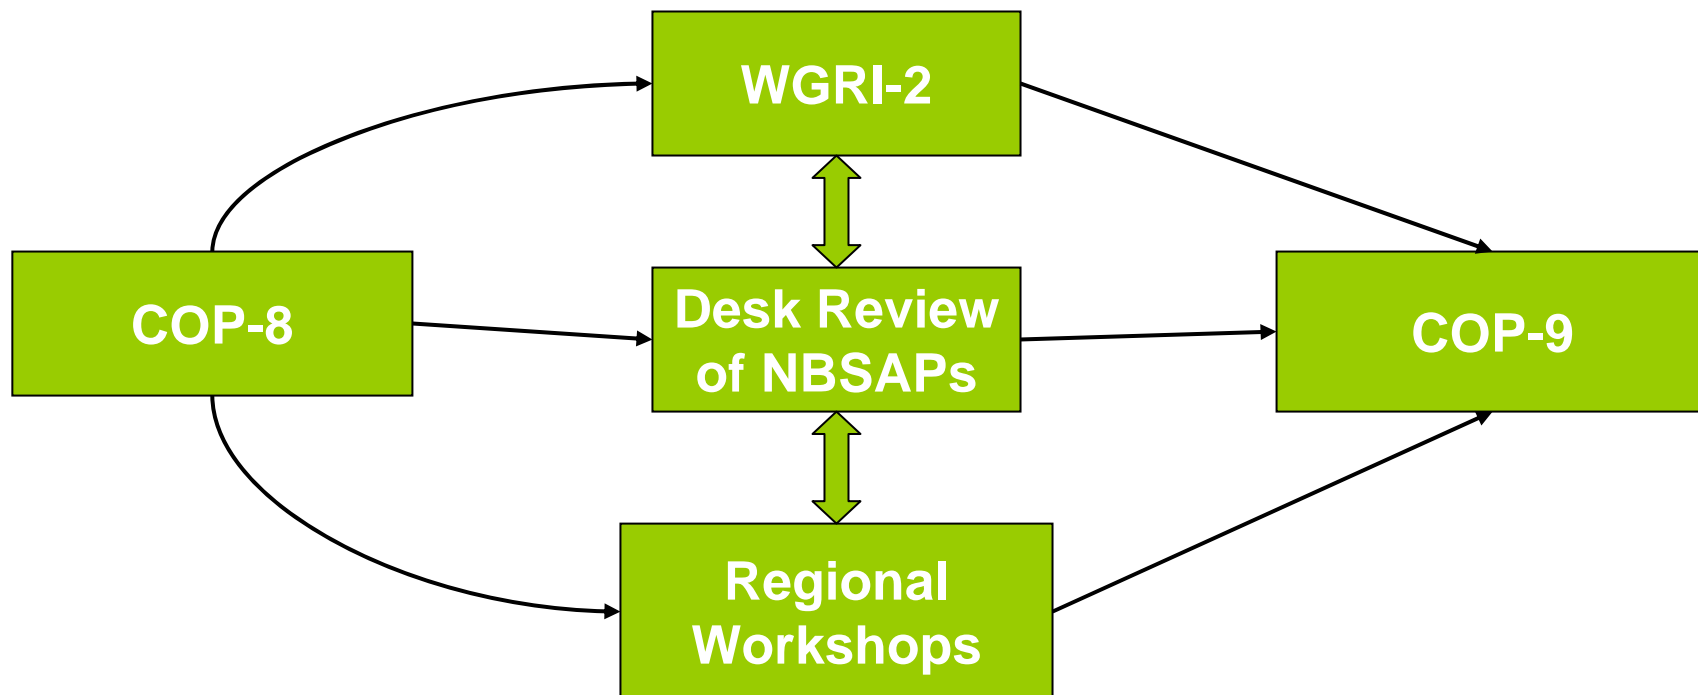 WGRI-2
COP-8
Desk Review
of NBSAPs
COP-9
Regional
Workshops